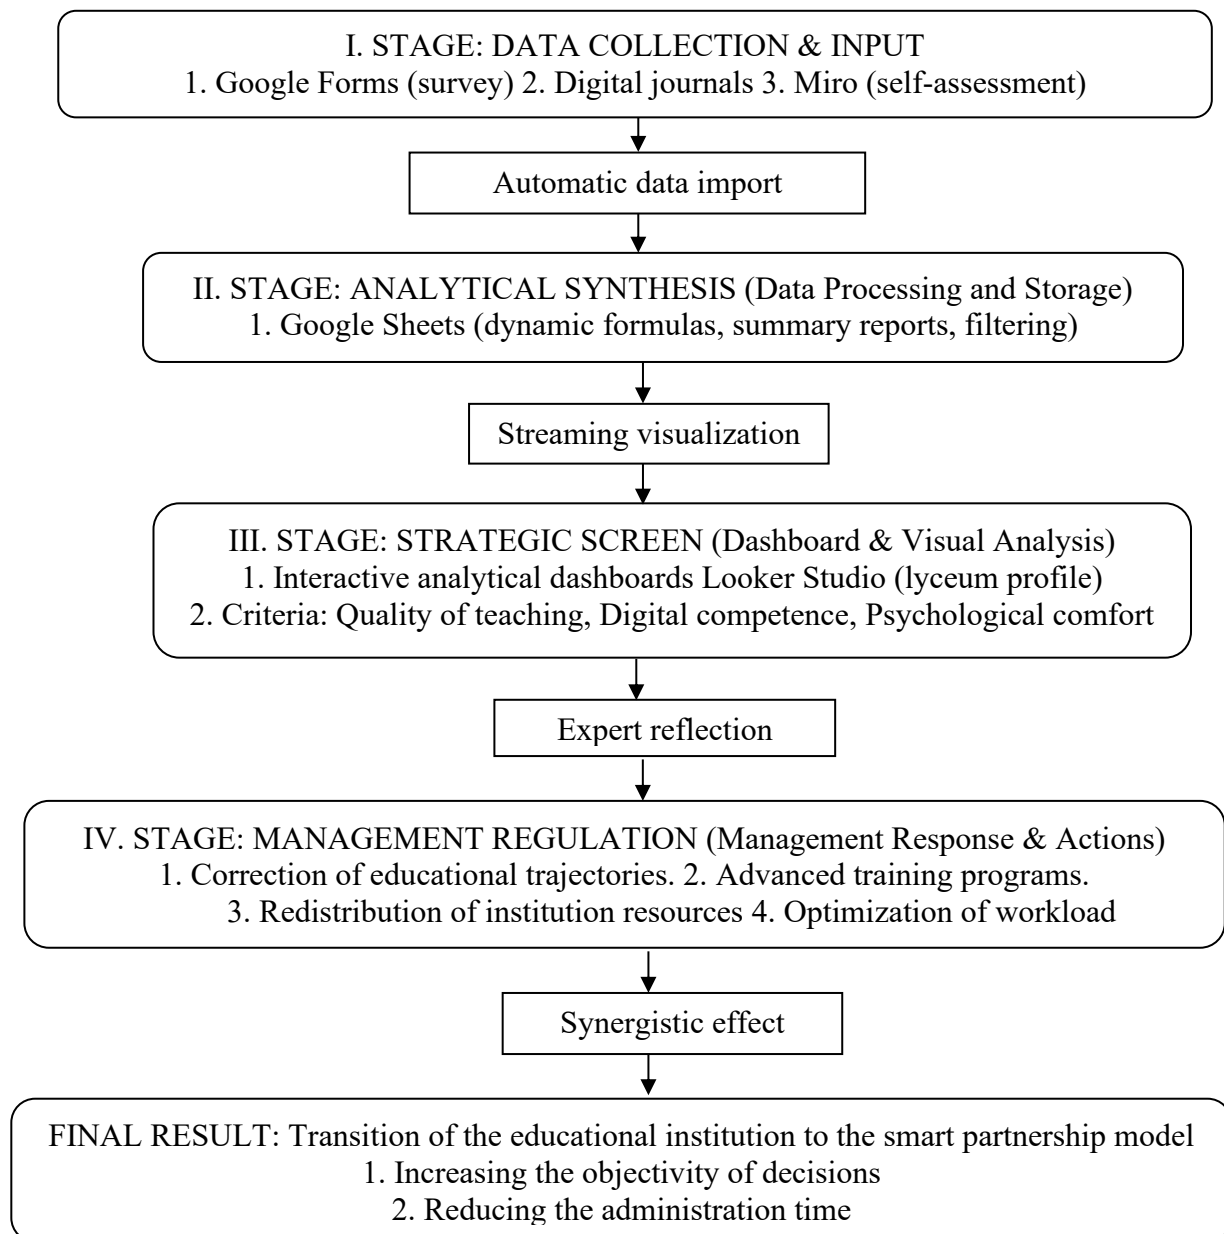 I. STAGE: DATA COLLECTION & INPUT
1. Google Forms (survey) 2. Digital journals 3. Miro (self-assessment)
Automatic data import
II. STAGE: ANALYTICAL SYNTHESIS (Data Processing and Storage)
1. Google Sheets (dynamic formulas, summary reports, filtering)
Streaming visualization
III. STAGE: STRATEGIC SCREEN (Dashboard & Visual Analysis)
1. Interactive analytical dashboards Looker Studio (lyceum profile)
2. Criteria: Quality of teaching, Digital competence, Psychological comfort
Expert reflection
IV. STAGE: MANAGEMENT REGULATION (Management Response & Actions)
1. Correction of educational trajectories. 2. Advanced training programs.
3. Redistribution of institution resources 4. Optimization of workload
Synergistic effect
FINAL RESULT: Transition of the educational institution to the smart partnership model
1. Increasing the objectivity of decisions
2. Reducing the administration time